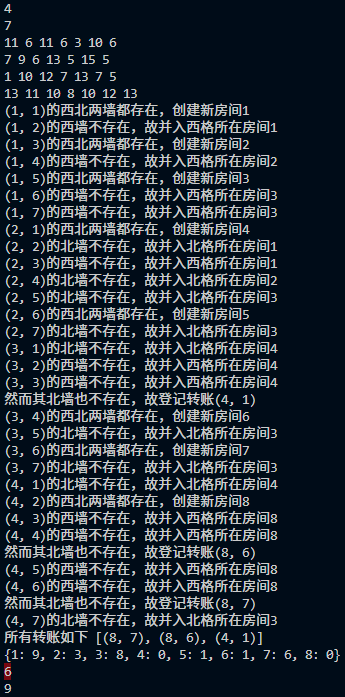 4
7
11 6 11 6 3 10 6
7 9 6 13 5 15 5
1 10 12 7 13 7 5
13 11 10 8 10 12 13
(1, 1)的西北两墙都存在，创建新房间1
(1, 2)的西墙不存在，故并入西格所在房间1
(1, 3)的西北两墙都存在，创建新房间2
(1, 4)的西墙不存在，故并入西格所在房间2
(1, 5)的西北两墙都存在，创建新房间3
(1, 6)的西墙不存在，故并入西格所在房间3
(1, 7)的西墙不存在，故并入西格所在房间3
(2, 1)的西北两墙都存在，创建新房间4
(2, 2)的北墙不存在，故并入北格所在房间1
(2, 3)的西墙不存在，故并入西格所在房间1
(2, 4)的北墙不存在，故并入北格所在房间2
(2, 5)的北墙不存在，故并入北格所在房间3
(2, 6)的西北两墙都存在，创建新房间5
(2, 7)的北墙不存在，故并入北格所在房间3
(3, 1)的北墙不存在，故并入北格所在房间4
(3, 2)的西墙不存在，故并入西格所在房间4
(3, 3)的西墙不存在，故并入西格所在房间4
然而其北墙也不存在，故登记转账(4, 1)
(3, 4)的西北两墙都存在，创建新房间6
(3, 5)的北墙不存在，故并入北格所在房间3
(3, 6)的西北两墙都存在，创建新房间7
(3, 7)的北墙不存在，故并入北格所在房间3
(4, 1)的北墙不存在，故并入北格所在房间4
(4, 2)的西北两墙都存在，创建新房间8
(4, 3)的西墙不存在，故并入西格所在房间8
(4, 4)的西墙不存在，故并入西格所在房间8
然而其北墙也不存在，故登记转账(8, 6)
(4, 5)的西墙不存在，故并入西格所在房间8
(4, 6)的西墙不存在，故并入西格所在房间8
然而其北墙也不存在，故登记转账(8, 7)
(4, 7)的北墙不存在，故并入北格所在房间3
所有转账如下 [(8, 7), (8, 6), (4, 1)]
{1: 9, 2: 3, 3: 8, 4: 0, 5: 1, 6: 1, 7: 6, 8: 0}
6
9